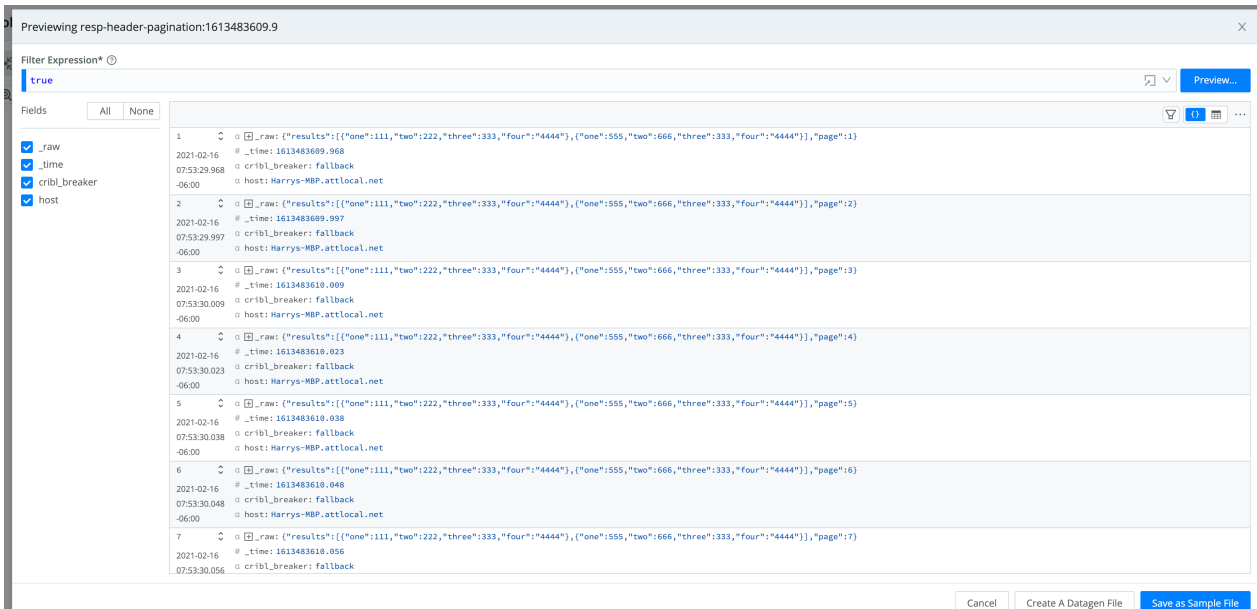 Previewing resp-header-pagination:1613483609.9
Filter Expression*
true
Preview...
Fields All None
_raw
_time
cribl_breaker
host
1 α _raw: {"results":[{"one":111,"two":222,"three":333,"four":"4444"},{"one":555,"two":666,"three":333,"four":"4444"}],"page":1}
2021-02-16 # _time: 1613483609.968
07:53:29.968 α cribl_breaker: fallback
-06:00 α host: Harrys-MBP.attlocal.net
2 α _raw: {"results":[{"one":111,"two":222,"three":333,"four":"4444"},{"one":555,"two":666,"three":333,"four":"4444"}],"page":2}
2021-02-16 # _time: 1613483609.997
07:53:29.997 α cribl_breaker: fallback
-06:00 α host: Harrys-MBP.attlocal.net
3 α _raw: {"results":[{"one":111,"two":222,"three":333,"four":"4444"},{"one":555,"two":666,"three":333,"four":"4444"}],"page":3}
2021-02-16 # _time: 1613483610.009
07:53:30.009 α cribl_breaker: fallback
-06:00 α host: Harrys-MBP.attlocal.net
4 α _raw: {"results":[{"one":111,"two":222,"three":333,"four":"4444"},{"one":555,"two":666,"three":333,"four":"4444"}],"page":4}
2021-02-16 # _time: 1613483610.023
07:53:30.023 α cribl_breaker: fallback
-06:00 α host: Harrys-MBP.attlocal.net
5 α _raw: {"results":[{"one":111,"two":222,"three":333,"four":"4444"},{"one":555,"two":666,"three":333,"four":"4444"}],"page":5}
2021-02-16 # _time: 1613483610.038
07:53:30.038 α cribl_breaker: fallback
-06:00 α host: Harrys-MBP.attlocal.net
6 α _raw: {"results":[{"one":111,"two":222,"three":333,"four":"4444"},{"one":555,"two":666,"three":333,"four":"4444"}],"page":6}
2021-02-16 # _time: 1613483610.048
07:53:30.048 α cribl_breaker: fallback
-06:00 α host: Harrys-MBP.attlocal.net
7 α _raw: {"results":[{"one":111,"two":222,"three":333,"four":"4444"},{"one":555,"two":666,"three":333,"four":"4444"}],"page":7}
2021-02-16 # _time: 1613483610.056
07:53:30.056 α cribl_breaker: fallback
Cancel Create A Datagen File Save as Sample File